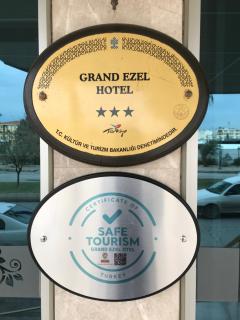 GRAND EZEL
HOTEL
Türkiye
T.C. KÜLTÜR VE TURİZM BAKANLIĞI DENETİMİNDEDİR.
CERTIFICATE OF
SAFE
TOURISM
GRAND EZEL OTEL
TURKEY